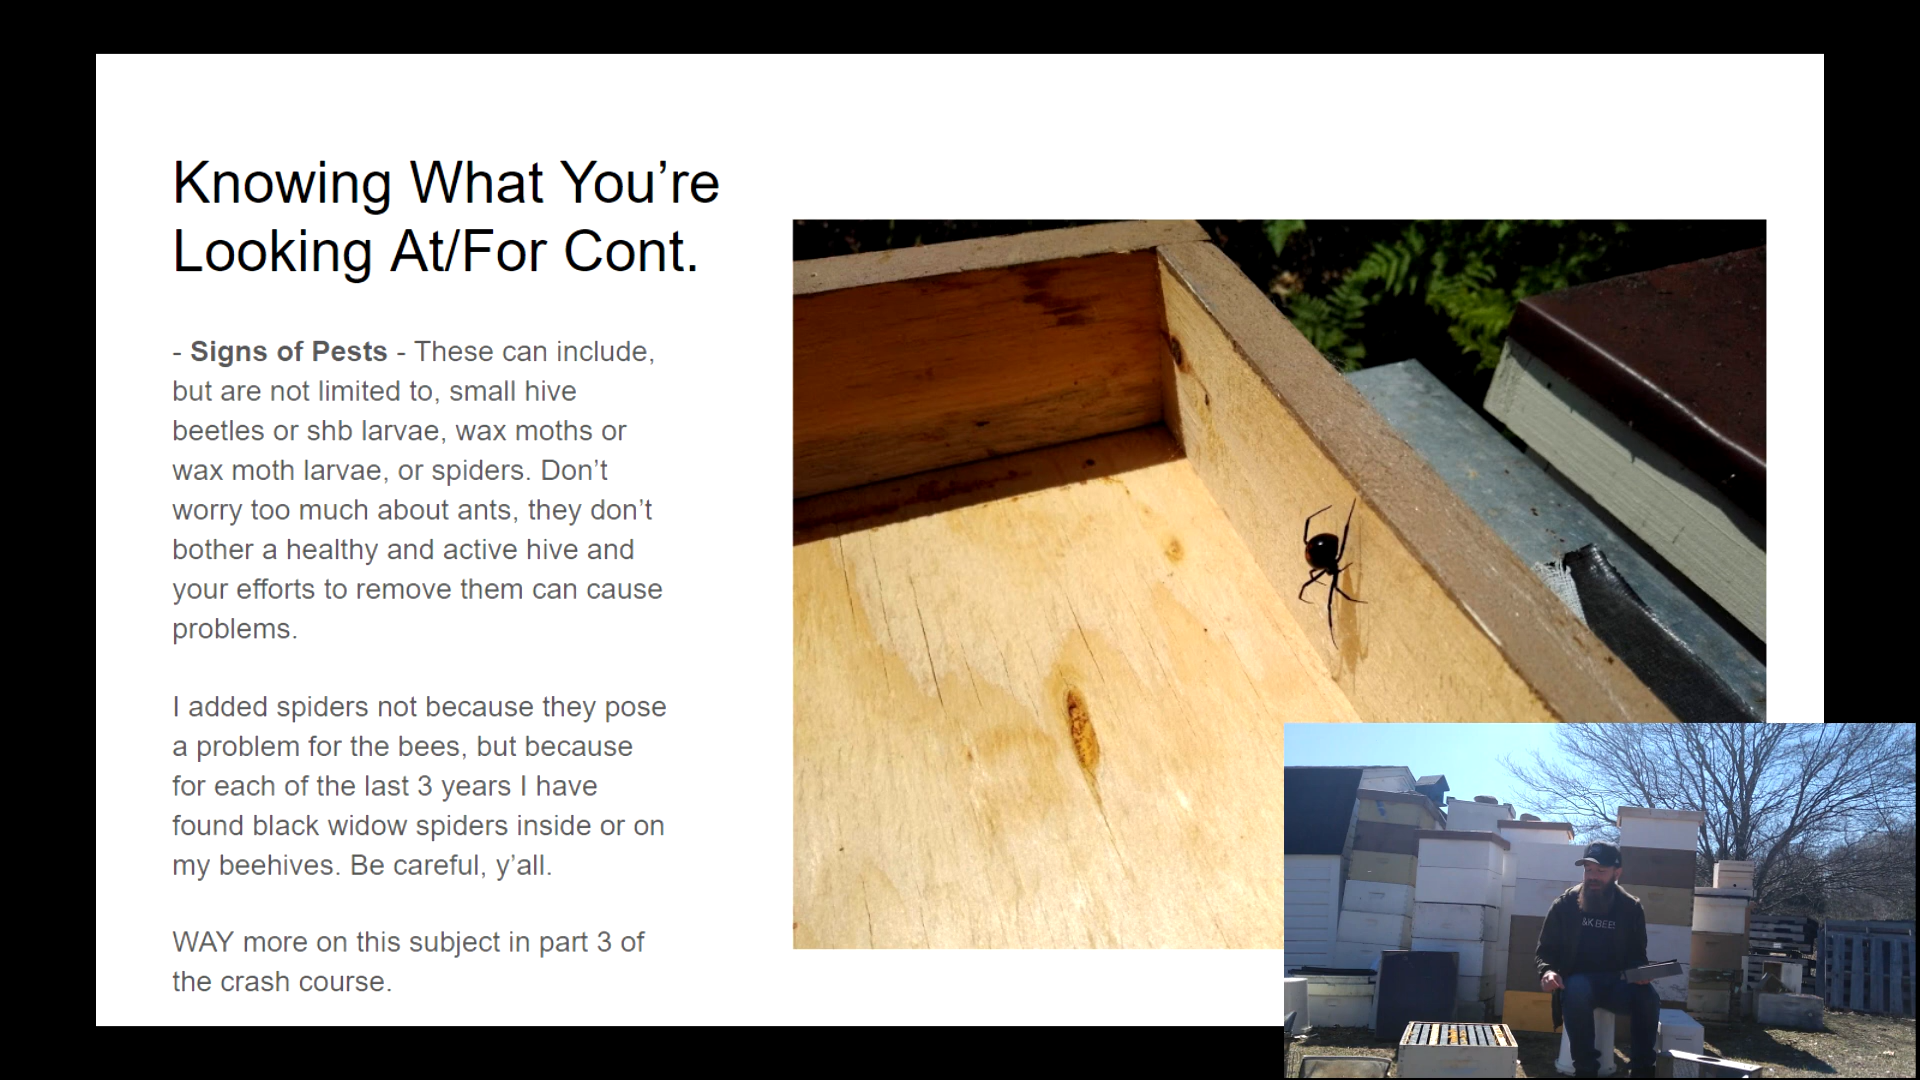 Knowing What You’re
Looking At/For Cont.
- Signs of Pests - These can include,
but are not limited to, small hive
beetles or shb larvae, wax moths or
wax moth larvae, or spiders. Don’t
worry too much about ants, they don’t
bother a healthy and active hive and
your efforts to remove them can cause
problems.
I added spiders not because they pose
a problem for the bees, but because
for each of the last 3 years I have
found black widow spiders inside or on
my beehives. Be careful, y’all.
WAY more on this subject in part 3 of
the crash course.
&K BEES